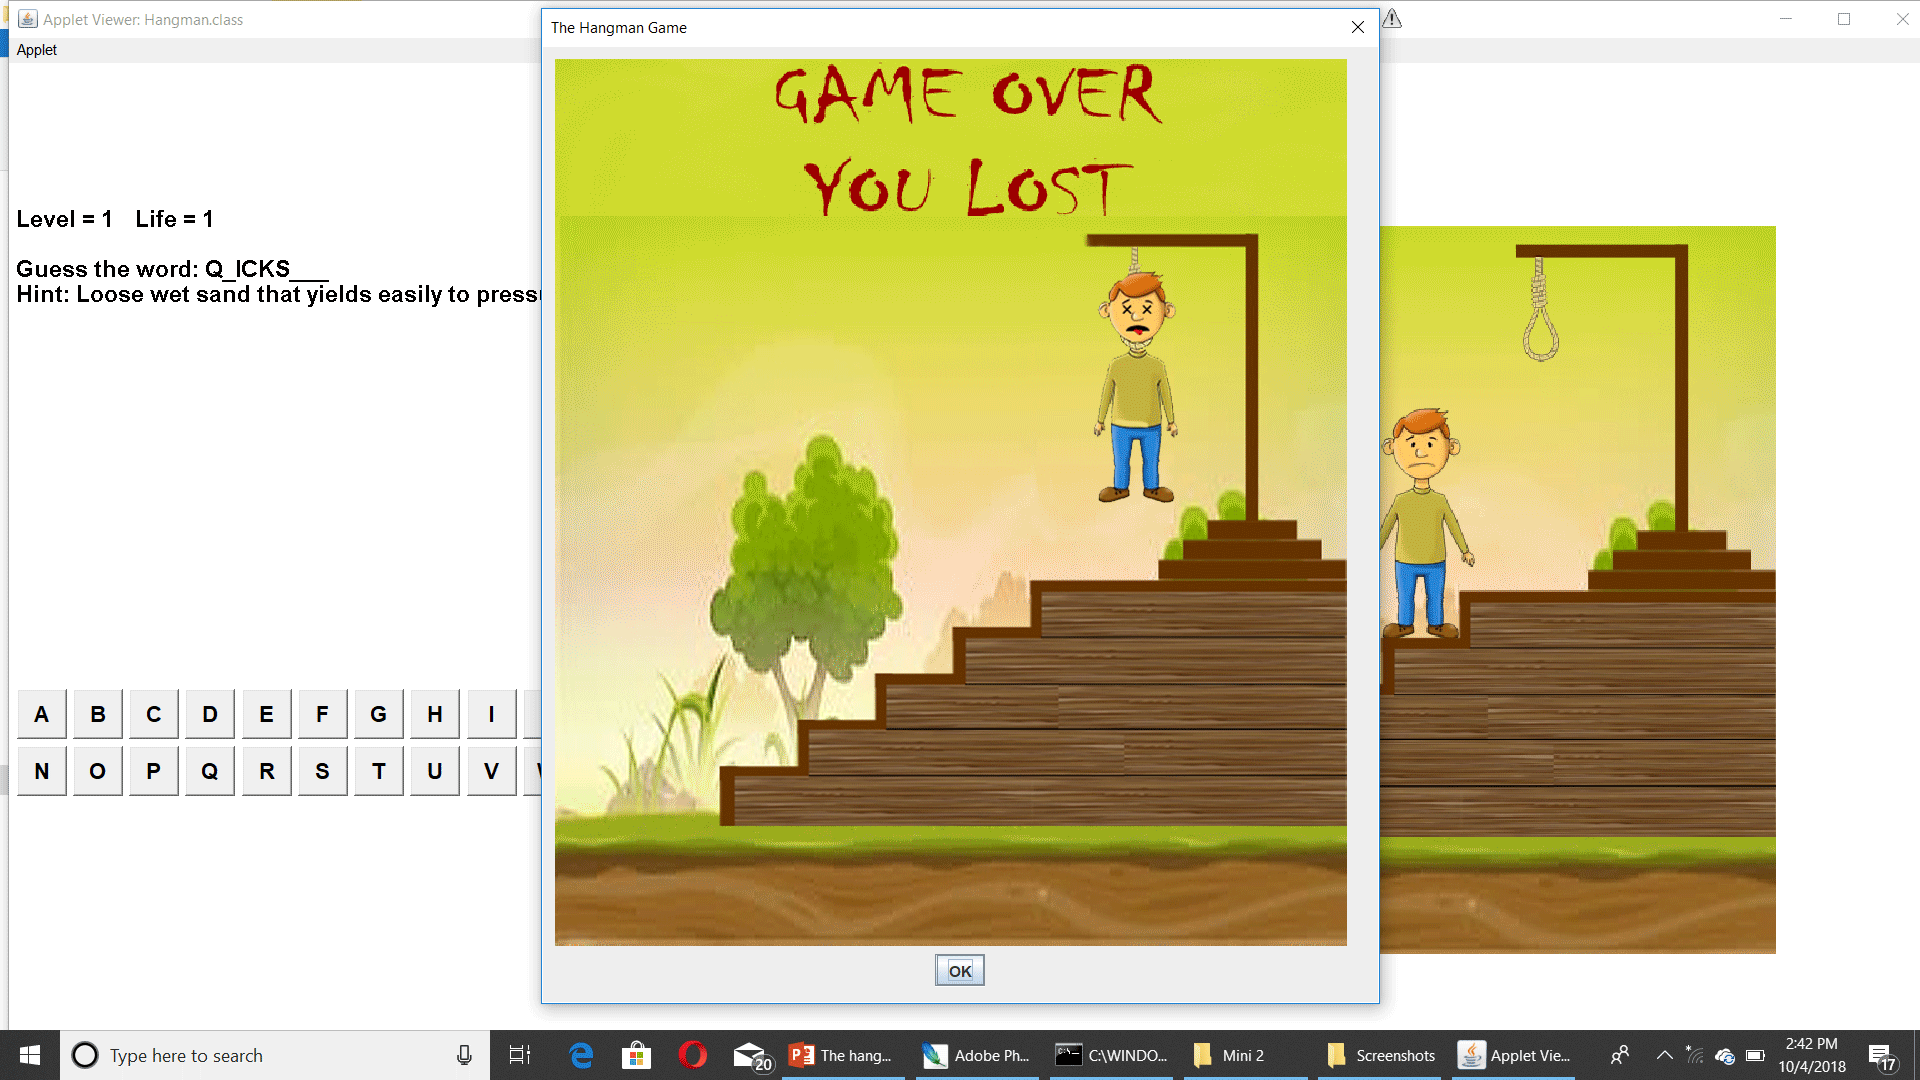 Applet Viewer: Hangman.class
Applet
Level = 1 Life = 1
Guess the word: Q_ICKS___
Hint: Loose wet sand that yields easily to
A B C D E F G H I
N O P Q R S T U V
The Hangman Game
GAME OVER
YOU LOST
OK
Type here to search
20
The hang...
Adobe Ph...
C:\WINDO...
Mini 2
Screenshots
Applet Vie...
2:42 PM
10/4/2018
17